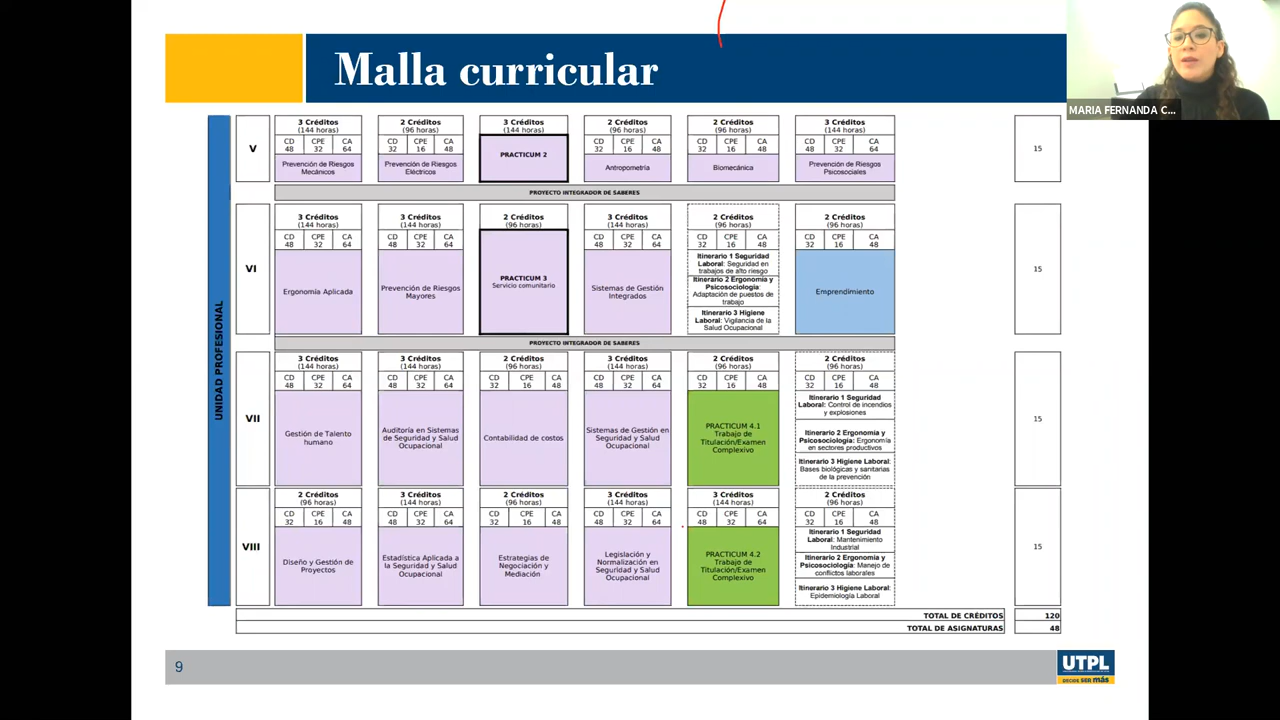 Malla curricular
MARIA FERNANDA C...
UNIDAD PROFESIONAL
V
3 Créditos
(144 horas)
CD CPE CA
48 32 64
Prevención de Riesgos
Mecánicos
2 Créditos
(96 horas)
CD CPE CA
32 16 48
Prevención de Riesgos
Eléctricos
3 Créditos
(144 horas)
PRACTICUM 2
2 Créditos
(96 horas)
CD CPE CA
32 16 48
Antropometría
2 Créditos
(96 horas)
CD CPE CA
32 16 48
Biomecánica
3 Créditos
(144 horas)
CD CPE CA
48 32 64
Prevención de Riesgos
Psicosociales
15
PROYECTO INTEGRADOR DE SABERES
VI
3 Créditos
(144 horas)
CD CPE CA
48 32 64
Ergonomía Aplicada
3 Créditos
(144 horas)
CD CPE CA
48 32 64
Prevención de Riesgos
Mayores
2 Créditos
(96 horas)
PRACTICUM 3
Servicio comunitario
3 Créditos
(144 horas)
CD CPE CA
48 32 64
Sistemas de Gestión
Integrados
2 Créditos
(96 horas)
CD CPE CA
32 16 48
Itinerario 1 Seguridad
Laboral: Seguridad en
trabajos de alto riesgo
Itinerario 2 Ergonomía y
Psicosociología:
Adaptación de puestos de
trabajo
Itinerario 3 Higiene
Laboral: Vigilancia de la
Salud Ocupacional
2 Créditos
(96 horas)
CD CPE CA
32 16 48
Emprendimiento
15
PROYECTO INTEGRADOR DE SABERES
VII
3 Créditos
(144 horas)
CD CPE CA
48 32 64
Gestión de Talento
humano
3 Créditos
(144 horas)
CD CPE CA
48 32 64
Auditoría en Sistemas
de Seguridad y Salud
Ocupacional
2 Créditos
(96 horas)
CD CPE CA
32 16 48
Contabilidad de costos
3 Créditos
(144 horas)
CD CPE CA
48 32 64
Sistemas de Gestión en
Seguridad y Salud
Ocupacional
2 Créditos
(96 horas)
CD CPE CA
32 16 48
PRACTICUM 4.1
Trabajo de
Titulación/Examen
Complexivo
2 Créditos
(96 horas)
CD CPE CA
32 16 48
Itinerario 1 Seguridad
Laboral: Control de incendios
y explosiones
Itinerario 2 Ergonomía y
Psicosociología: Ergonomía
en sectores productivos
Itinerario 3 Higiene Laboral:
Bases biológicas y sanitarias
de la prevención
15
VIII
2 Créditos
(96 horas)
CD CPE CA
32 16 48
Diseño y Gestión de
Proyectos
3 Créditos
(144 horas)
CD CPE CA
48 32 64
Estadística Aplicada a
la Seguridad y Salud
Ocupacional
2 Créditos
(96 horas)
CD CPE CA
32 16 48
Estrategias de
Negociación y
Mediación
3 Créditos
(144 horas)
CD CPE CA
48 32 64
Legislación y
Normalización en
Seguridad y Salud
Ocupacional
3 Créditos
(144 horas)
CD CPE CA
48 32 64
PRACTICUM 4.2
Trabajo de
Titulación/Examen
Complexivo
2 Créditos
(96 horas)
CD CPE CA
32 16 48
Itinerario 1 Seguridad
Laboral: Mantenimiento
Industrial
Itinerario 2 Ergonomía y
Psicosociología: Manejo de
conflictos laborales
Itinerario 3 Higiene Laboral:
Epidemiología Laboral
15
TOTAL DE CRÉDITOS 120
TOTAL DE ASIGNATURAS 48
9
UTPL
DECIDE SER más